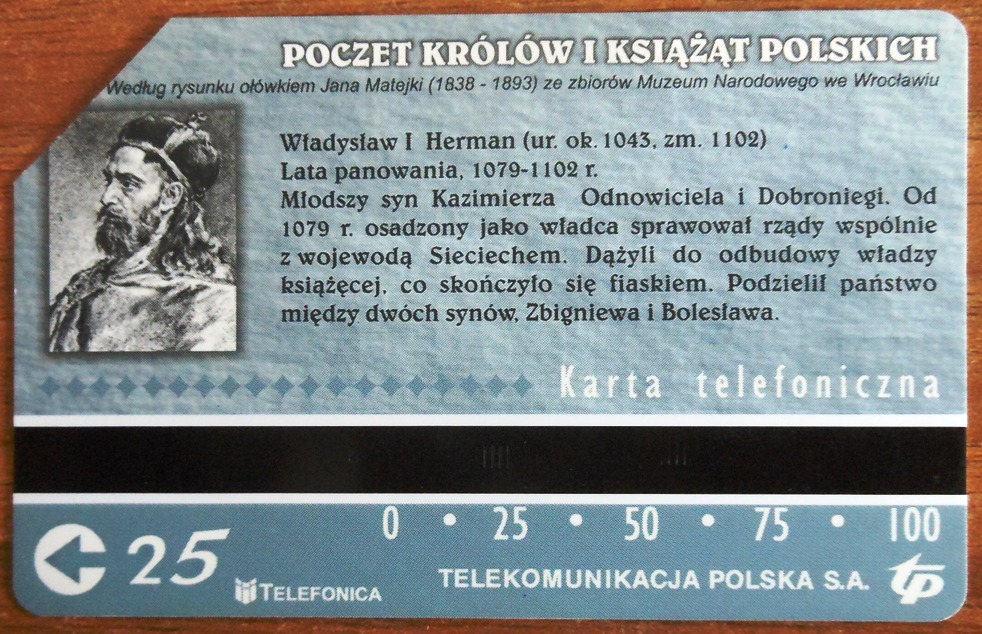 POCZET KRÓLÓW I KSIĄŻĄT POLSKICH
Według rysunku ołówkiem Jana Matejki (1838 - 1893) ze zbiorów Muzeum Narodowego we Wrocławiu
Władysław I Herman (ur. ok. 1043, zm. 1102)
Lata panowania, 1079-1102 r.
Młodszy syn Kazimierza Odnowiciela i Dobroniegi. Od
1079 r. osadzony jako władca sprawował rządy wspólnie
z wojewodą Sieciechem. Dążyli do odbudowy władzy
książęcej, co skończyło się fiaskiem. Podzielił państwo
między dwóch synów, Zbigniewa i Bolesława.
Karta telefoniczna
0 • 25 • 50 • 75 • 100
25
TELEFONICA
TELEKOMUNIKACJA POLSKA S.A.
tp